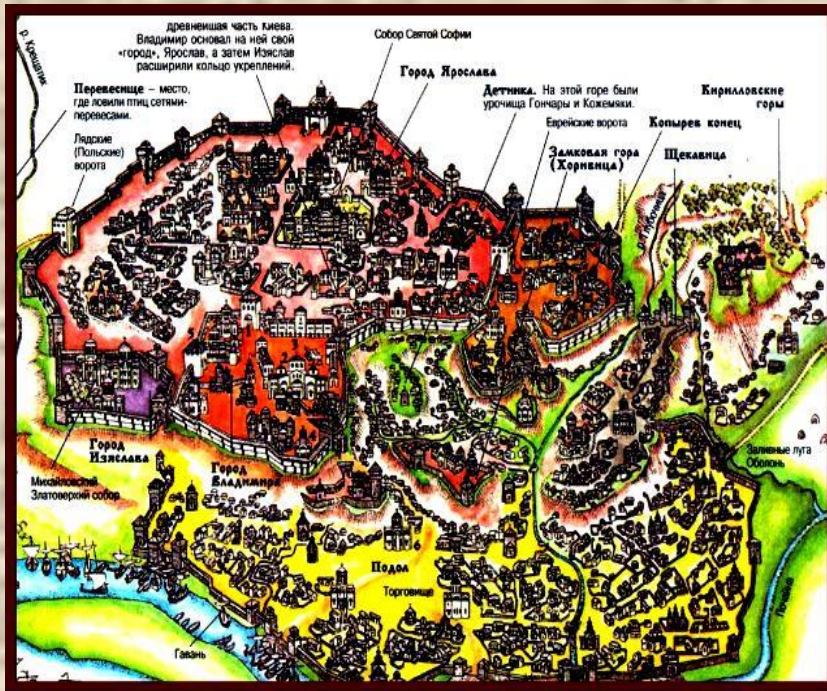 древнейшая часть Киева.
Владимир основал на ней свой
«город», Ярослав, а затем Изяслав
расширили кольцо укреплений.
р. Крещатик
Перевесище – место,
где ловили птиц сетями-
перевесами.
Лядские
(Польские)
ворота
Собор Святой Софии
Город Ярослава
Детинка. На этой горе были
урочища Гончары и Кожемяки.
Еврейские ворота
Замковая гора
(Хоривица)
Копырев конец
Щекавица
Кирилловские
горы
Город
Изяслава
Михайловский
Златоверхий собор
Город
Владимира
Заливные луга
Оболонь
Подол
6
Торговище
Гавань
Почайна